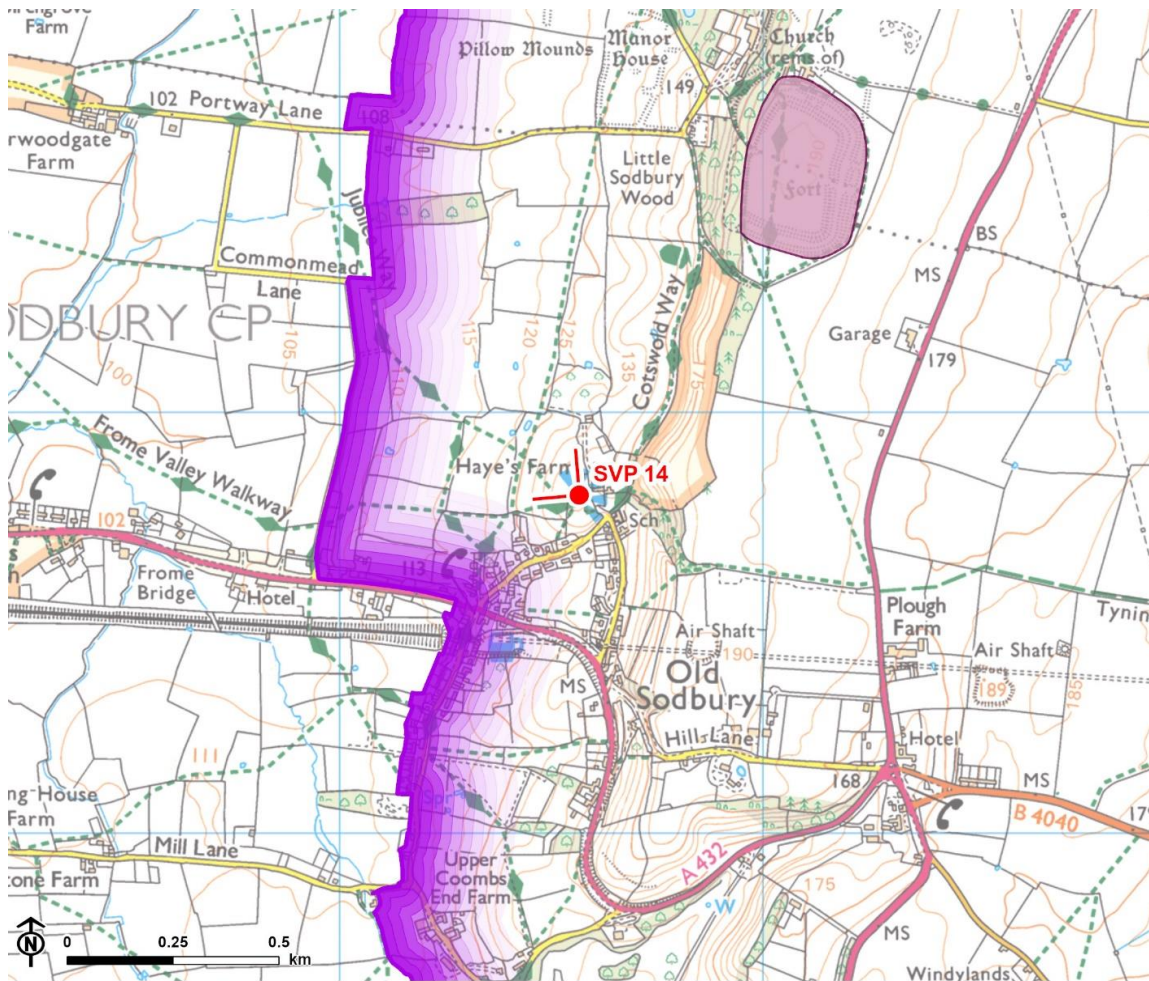 Farm
Pillow Mounds
Manor
House
Church
(rems of)
149
102 Portway Lane
108
rwoodgate
Farm
Little
Sodbury
Wood
190
Fort
Jubilee Way
BS
MS
Commonmead
Lane
ODBURY CP
105
100
110
115
120
125
135
175
Cotswold Way
Garage
179
Frome Valley Walkway
Haye's Farm
SVP 14
Sch
102
113
Frome
Bridge
Hotel
Plough
Farm
Tynin
Air Shaft
190
Air Shaft
189
185
MS
Old
Sodbury
Hills Lane
Hotel
168
MS
B 4040
111
ng-House
Farm
Spr
Mill Lane
tone Farm
Upper
Coombs
End Farm
A 432
W
175
MS
Windylands
N
0
0.25
0.5
km